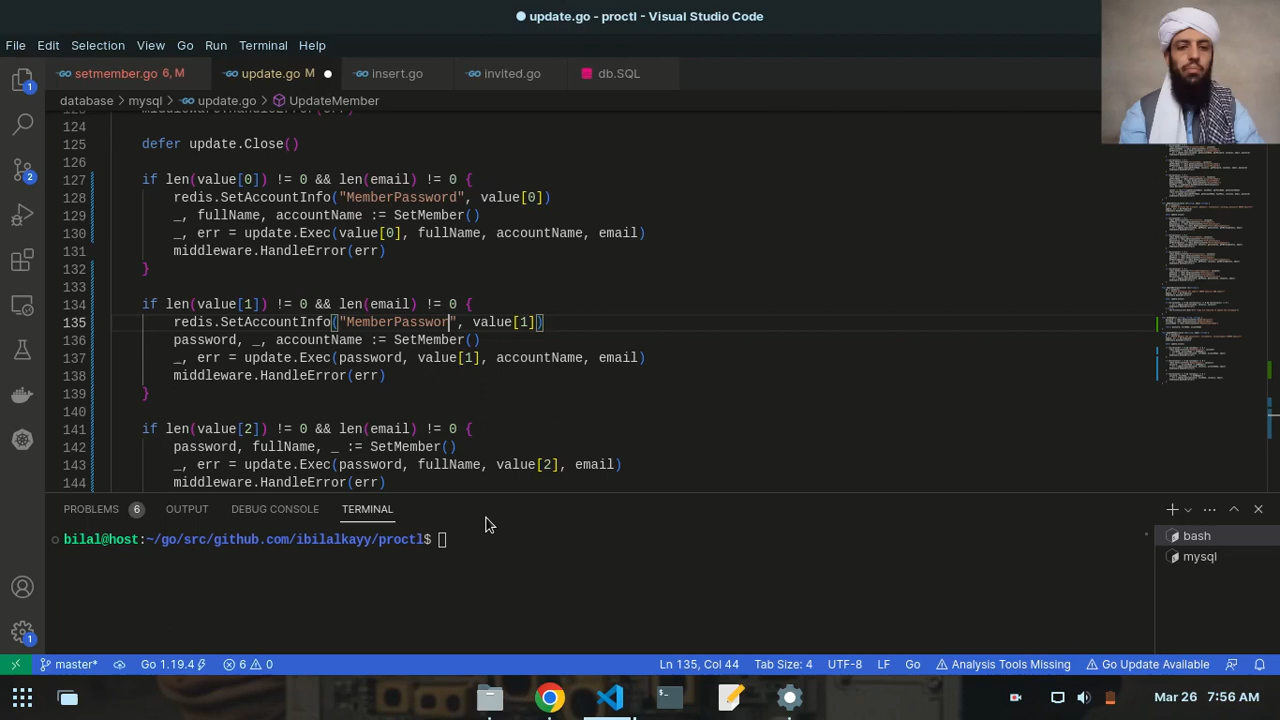 update.go - proctl - Visual Studio Code
File Edit Selection View Go Run Terminal Help
setmember.go 6, M update.go M insert.go invited.go db.SQL
database > mysql > update.go > UpdateMember
124
125 defer update.Close()
126
127 if len(value[0]) != 0 && len(email) != 0 {
128 redis.SetAccountInfo("MemberPassword", value[0])
129 _, fullName, accountName := SetMember()
130 _, err = update.Exec(value[0], fullName, accountName, email)
131 middleware.HandleError(err)
132 }
133
134 if len(value[1]) != 0 && len(email) != 0 {
135 redis.SetAccountInfo("MemberPasswor", value[1])
136 password, _, accountName := SetMember()
137 _, err = update.Exec(password, value[1], accountName, email)
138 middleware.HandleError(err)
139 }
140
141 if len(value[2]) != 0 && len(email) != 0 {
142 password, fullName, _ := SetMember()
143 _, err = update.Exec(password, fullName, value[2], email)
144 middleware.HandleError(err)
PROBLEMS 6 OUTPUT DEBUG CONSOLE TERMINAL
bilal@host:~/go/src/github.com/ibilalkayy/proctl$
bash
mysql
master* Go 1.19.4 6 0 Ln 135, Col 44 Tab Size: 4 UTF-8 LF Go Analysis Tools Missing Go Update Available
Mar 26 7:56 AM